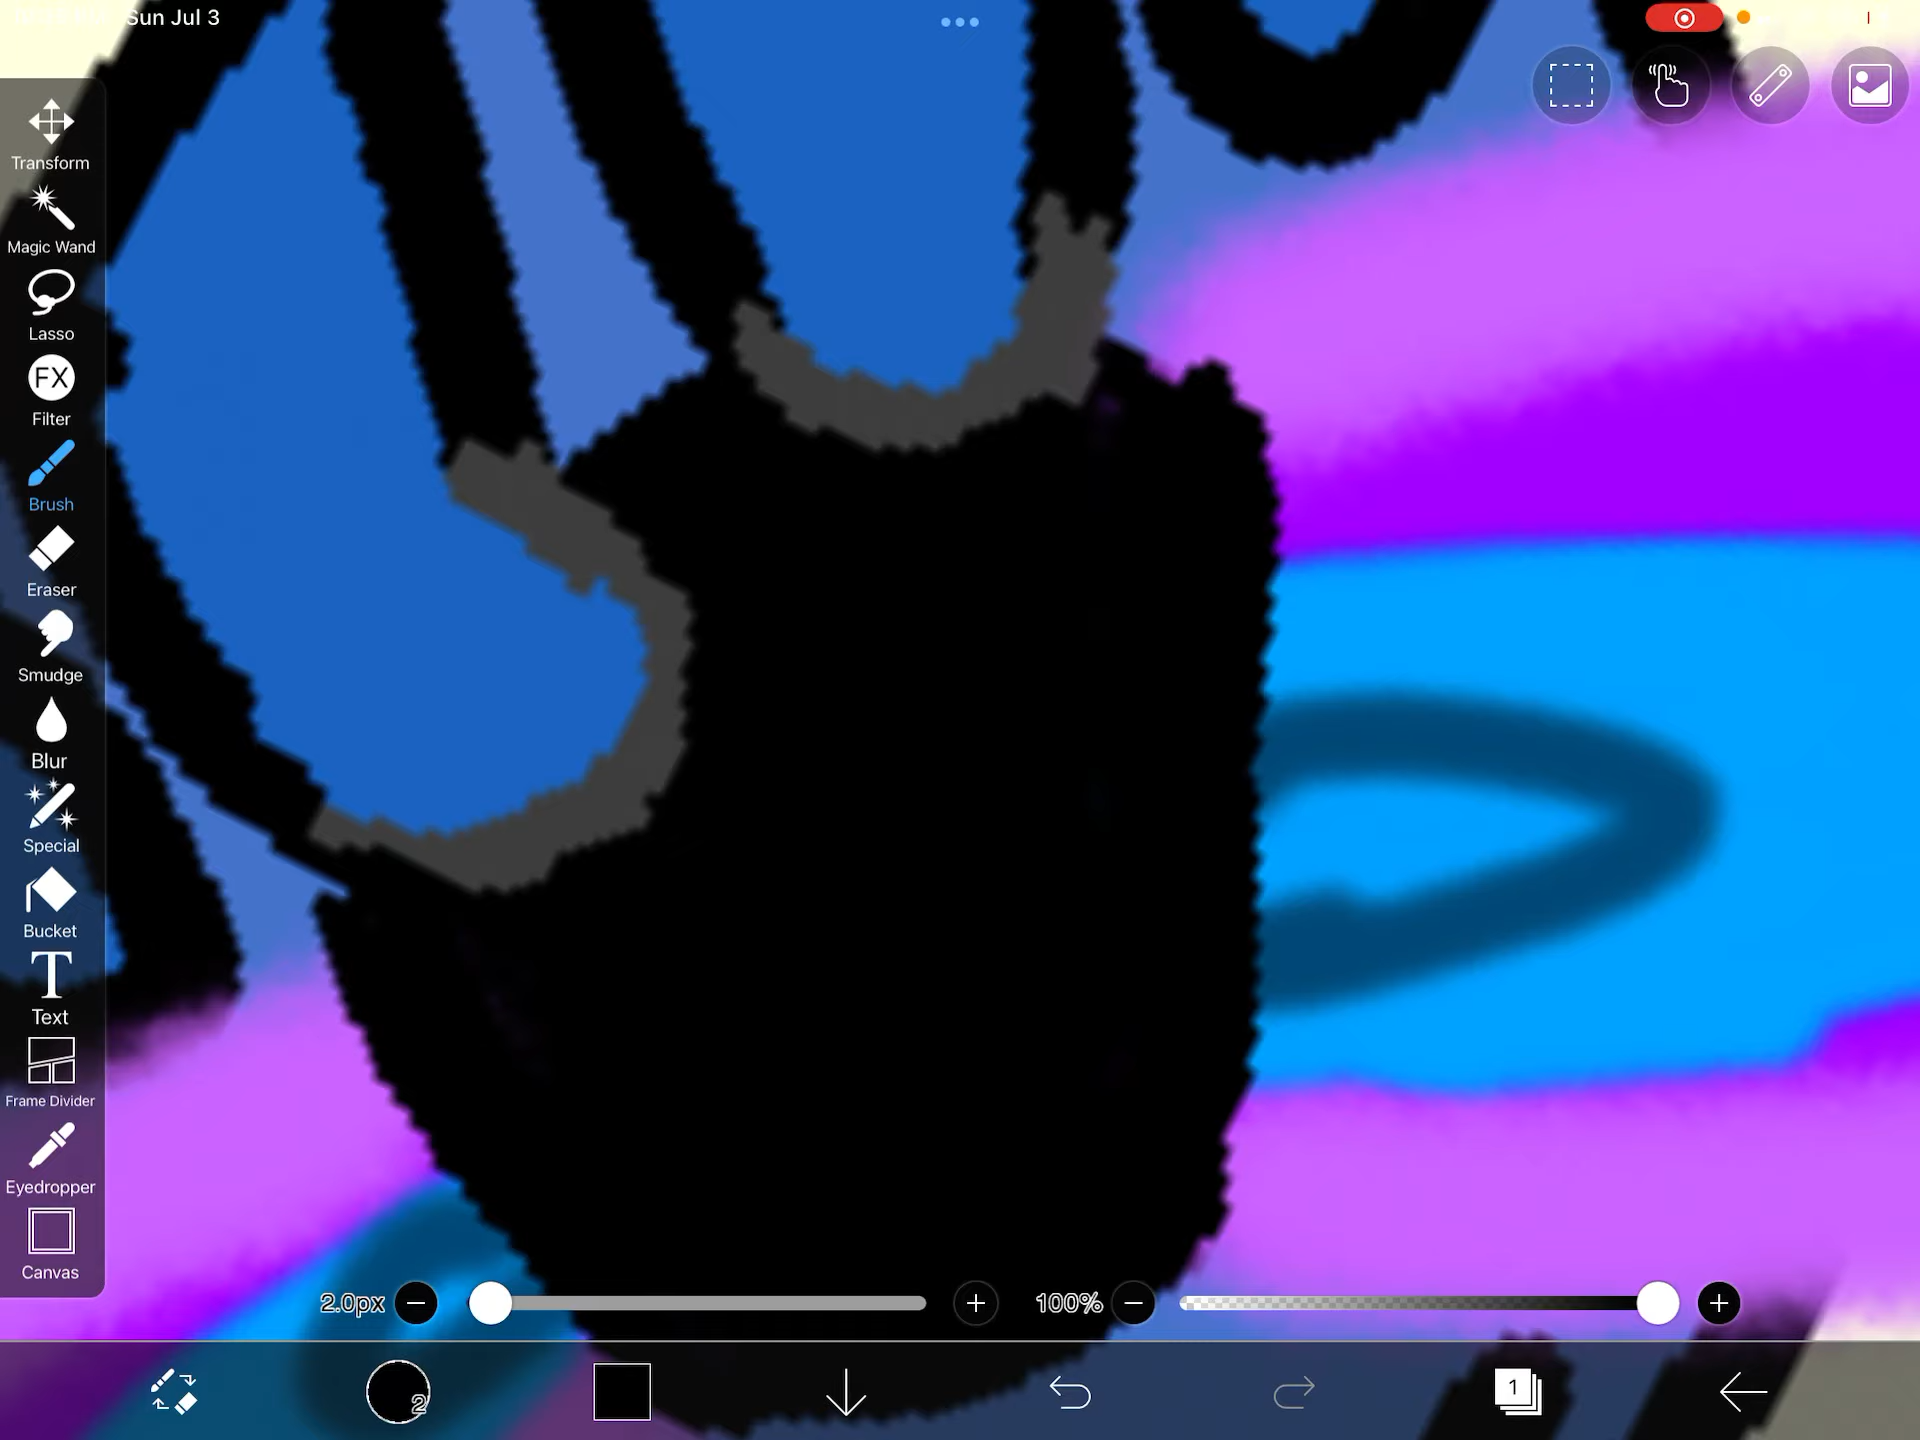 Sun Jul 3
Transform
Magic Wand
Lasso
FX
Filter
Brush
Eraser
Smudge
Blur
Special
Bucket
T
Text
Frame Divider
Eyedropper
Canvas
2.0px
100%
2
1